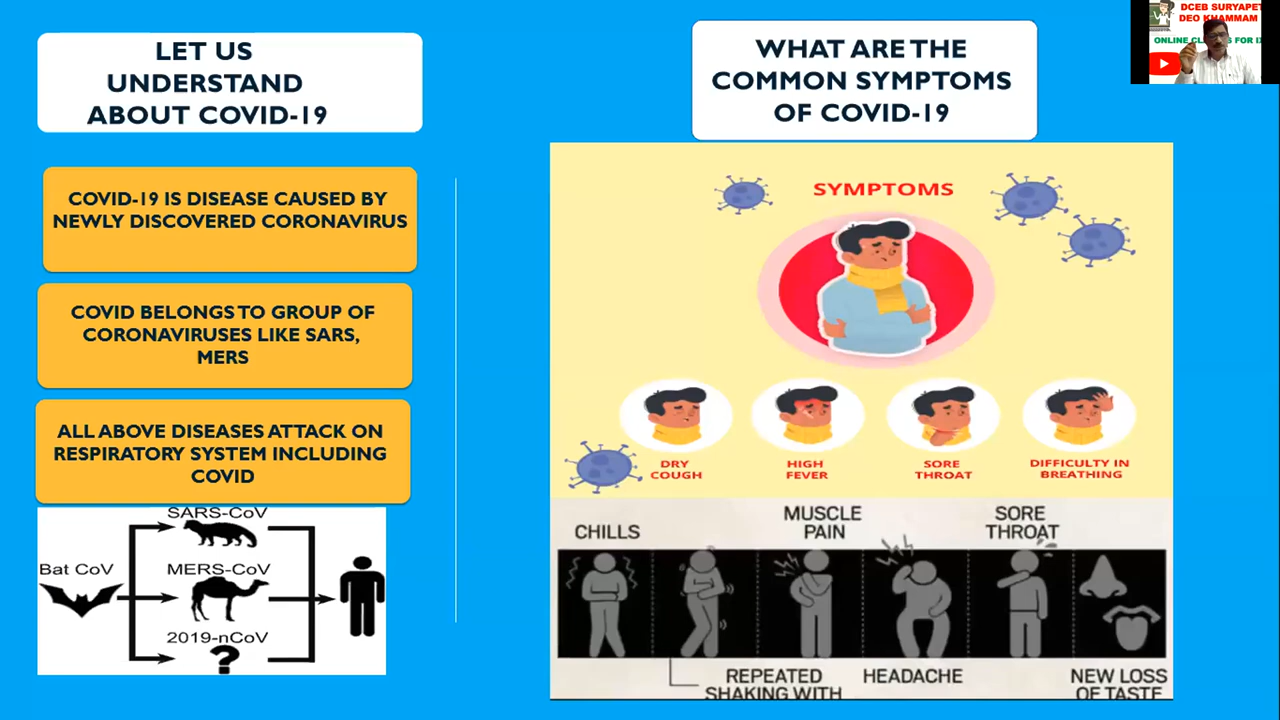 LET US
UNDERSTAND
ABOUT COVID-19
COVID-19 IS DISEASE CAUSED BY
NEWLY DISCOVERED CORONAVIRUS
COVID BELONGS TO GROUP OF
CORONAVIRUSES LIKE SARS,
MERS
ALL ABOVE DISEASES ATTACK ON
RESPIRATORY SYSTEM INCLUDING
COVID
SARS-CoV
Bat CoV
MERS-CoV
2019-nCoV
?
WHAT ARE THE
COMMON SYMPTOMS
OF COVID-19
SYMPTOMS
DRY
COUGH
HIGH
FEVER
SORE
THROAT
DIFFICULTY IN
BREATHING
CHILLS
MUSCLE
PAIN
SORE
THROAT
REPEATED
SHAKING WITH
HEADACHE
NEW LOSS
OF TASTE
DCEB SURYAPET
DEO KHAMMAM
ONLINE FOR